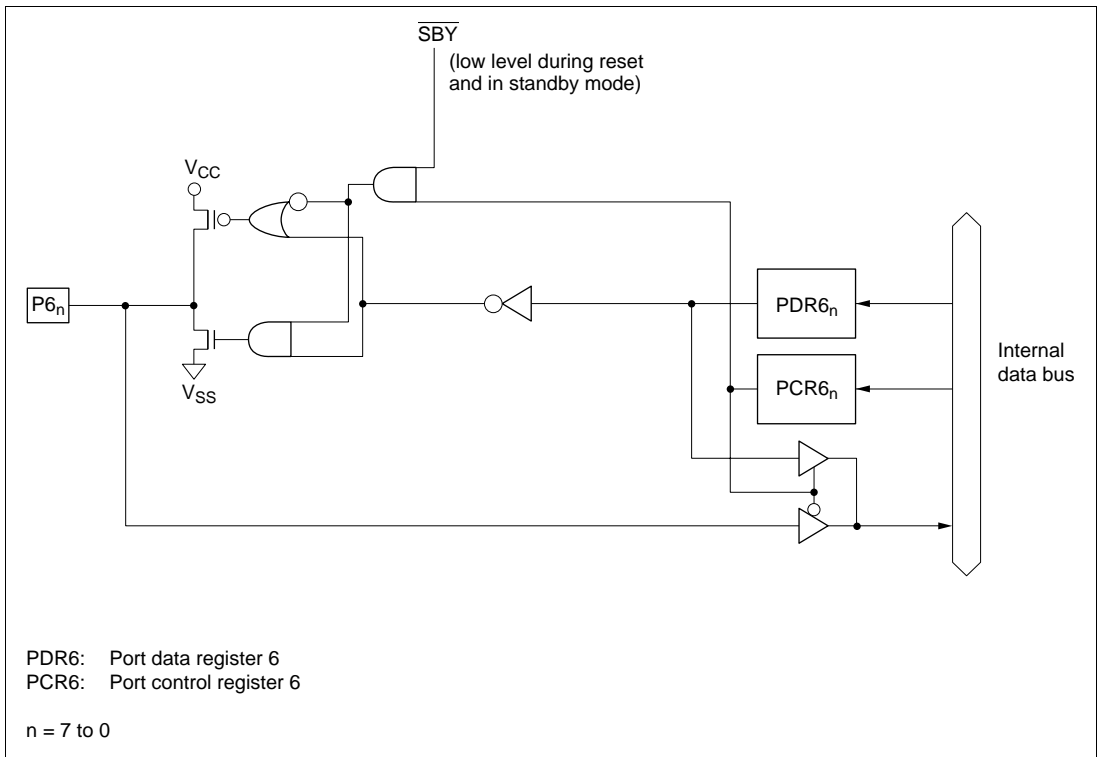 SBY
(low level during reset
and in standby mode)
VCC
P6n
VSS
PDR6n
PCR6n
Internal
data bus
PDR6: Port data register 6
PCR6: Port control register 6
n = 7 to 0